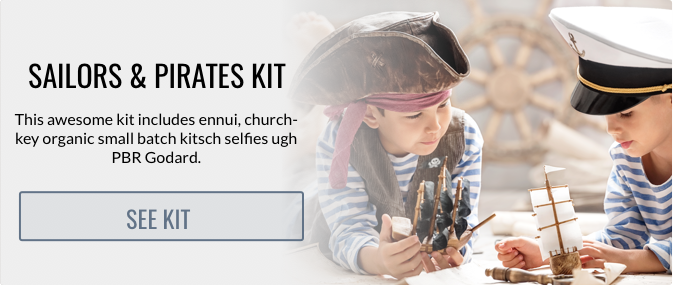 SAILORS & PIRATES KIT
This awesome kit includes ennui, church-
key organic small batch kitsch selfies ugh
PBR Godard.
SEE KIT